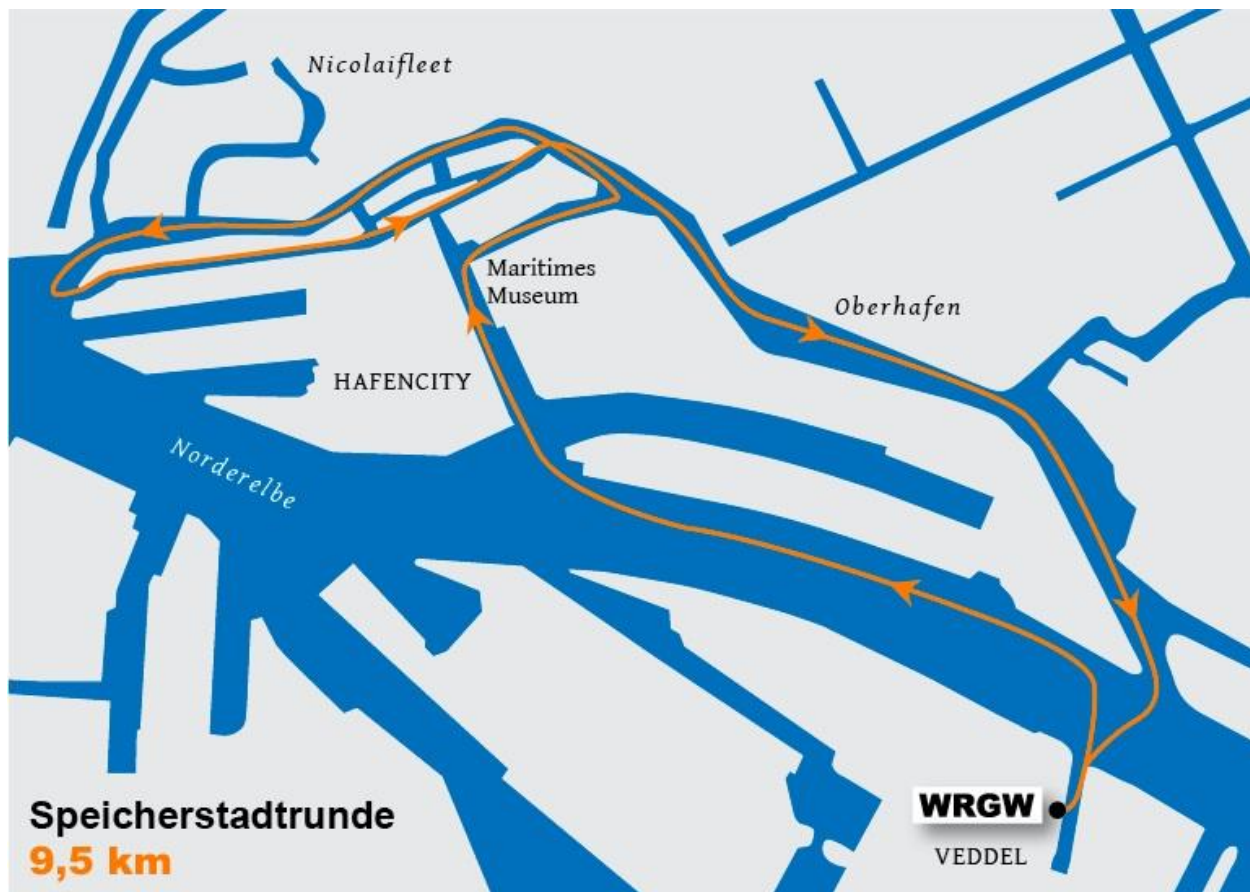 Nicolaifleet
Maritimes
Museum
Oberhafen
HAFENCITY
Norderelbe
WRGW
VEDDEL
Speicherstadtrunde
9,5 km